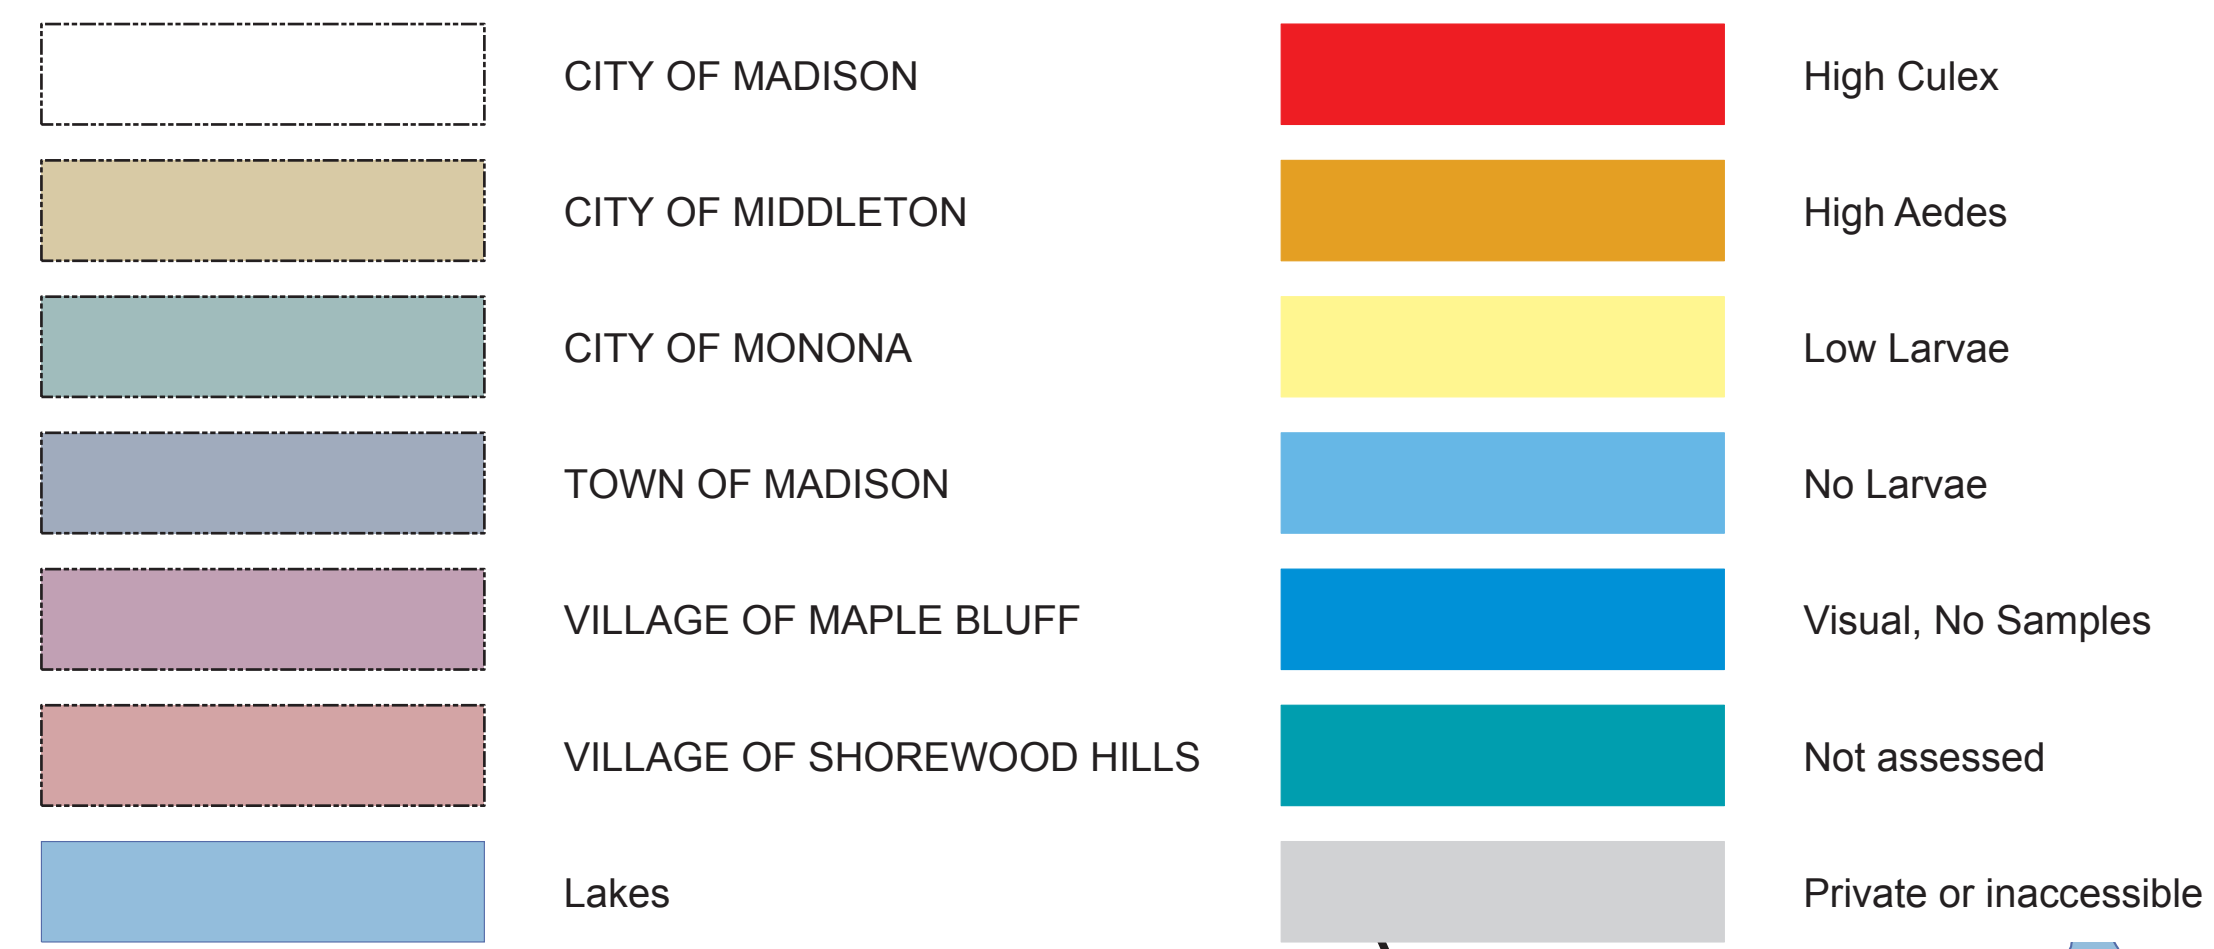 CITY OF MADISON
CITY OF MIDDLETON
CITY OF MONONA
TOWN OF MADISON
VILLAGE OF MAPLE BLUFF
VILLAGE OF SHOREWOOD HILLS
Lakes
High Culex
High Aedes
Low Larvae
No Larvae
Visual, No Samples
Not assessed
Private or inaccessible